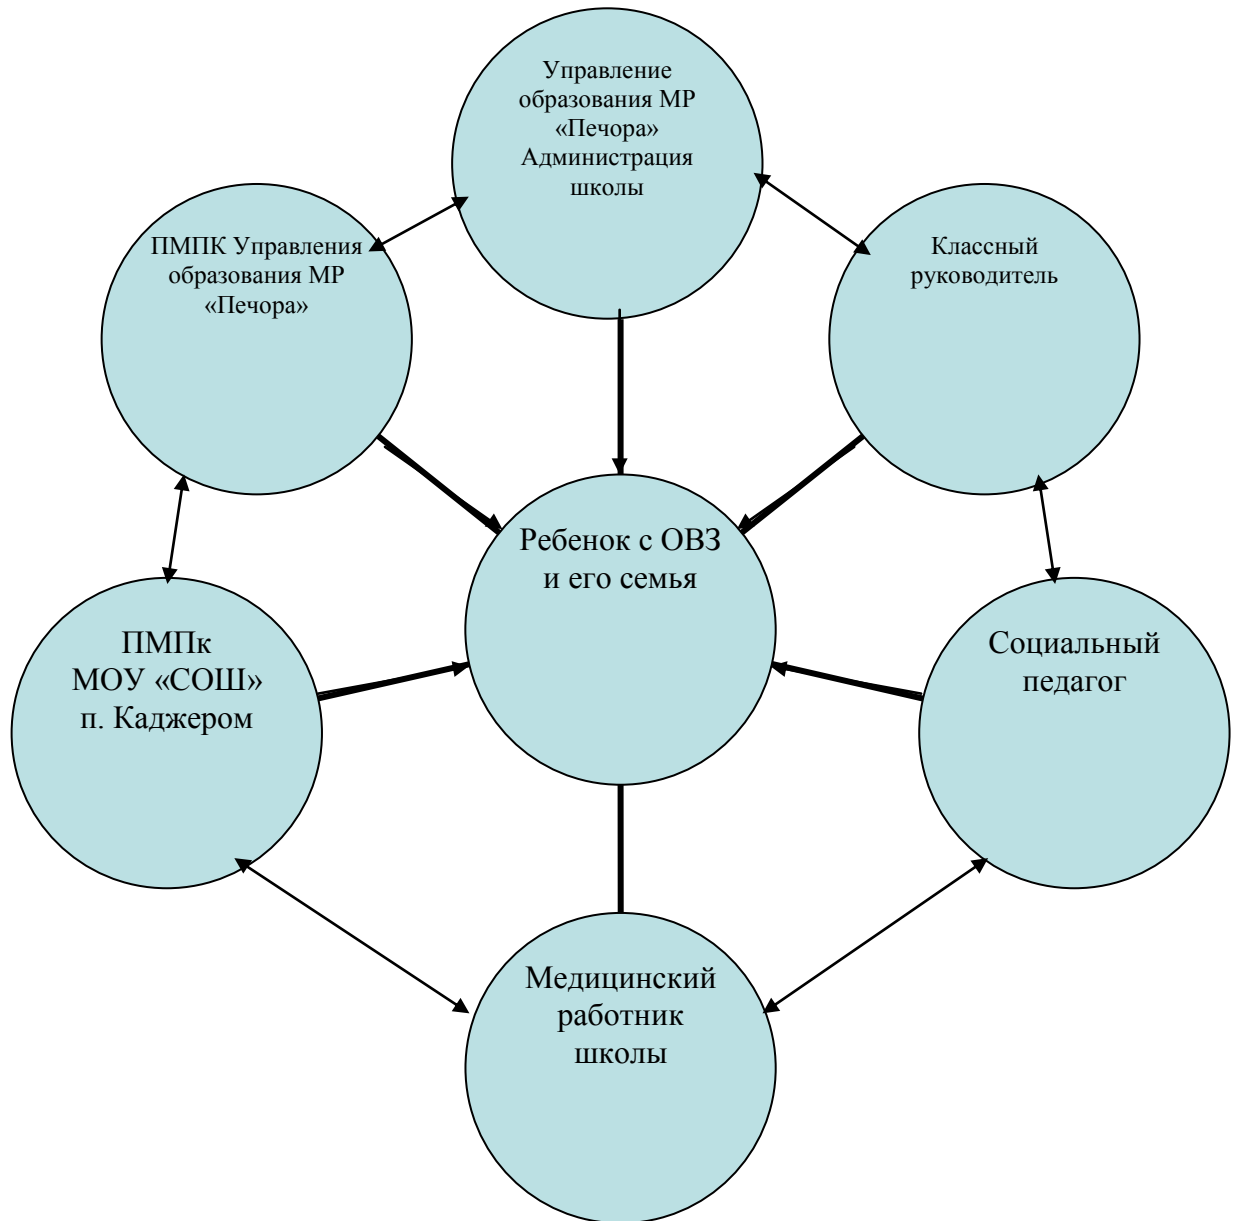 Управление
образования МР
«Печора»
Администрация
школы
ПМПК Управления
образования МР
«Печора»
Классный
руководитель
Ребенок с ОВЗ
и его семья
ПМПк
МОУ «СОШ»
п. Каджером
Социальный
педагог
Медицинский
работник
школы